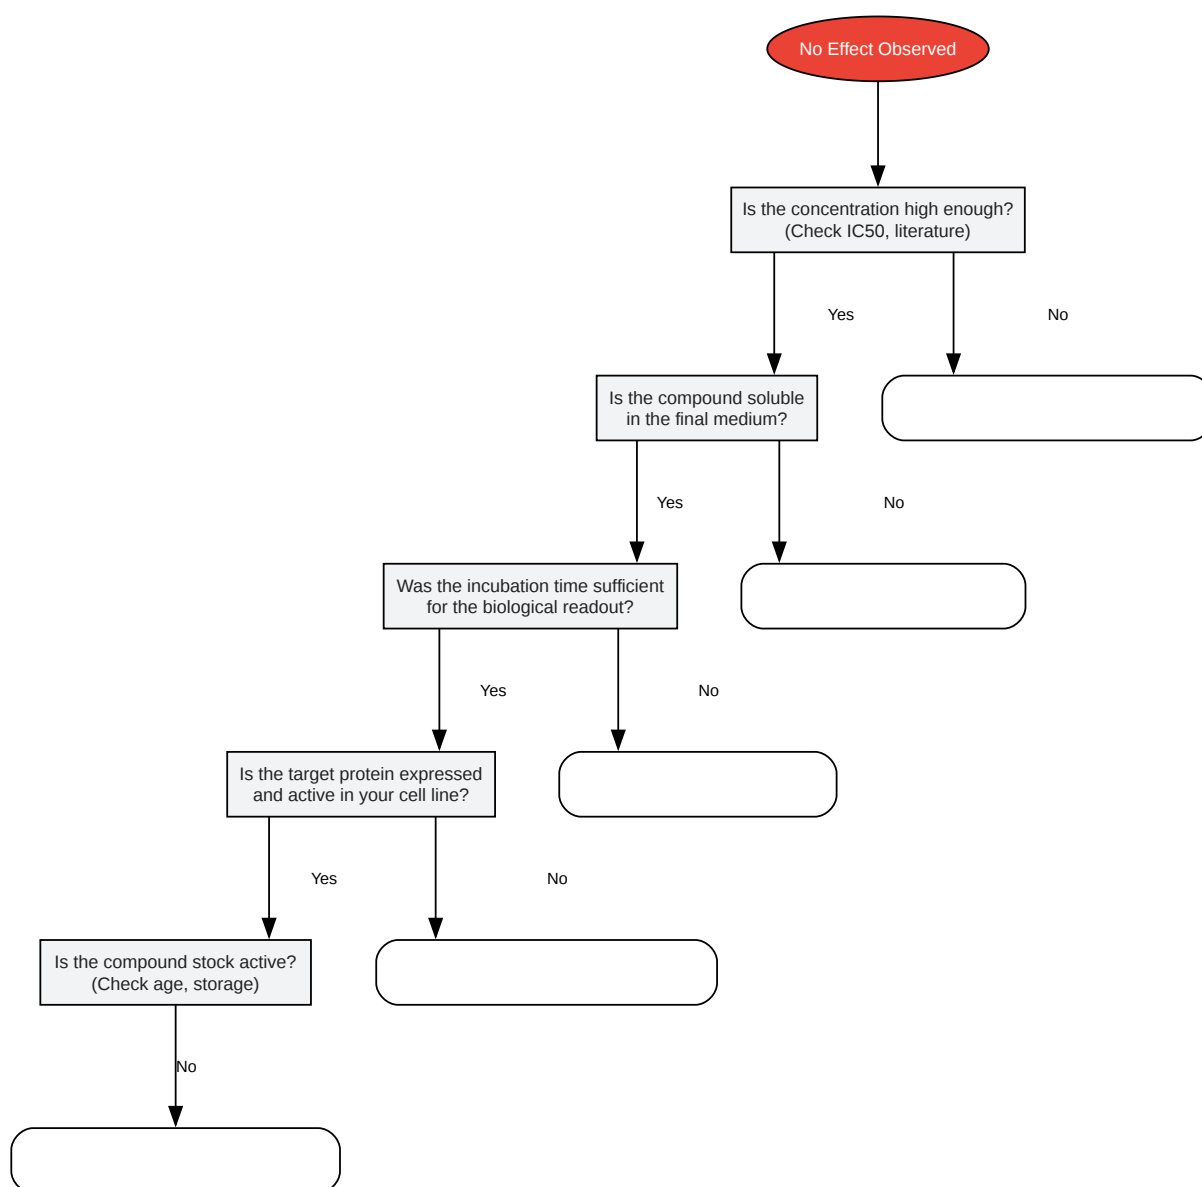 No Effect Observed
Is the concentration high enough?
(Check IC50, literature)
Yes
No
Is the compound soluble
in the final medium?
Yes
No
Was the incubation time sufficient
for the biological readout?
Yes
No
Is the target protein expressed
and active in your cell line?
Yes
No
Is the compound stock active?
(Check age, storage)
No